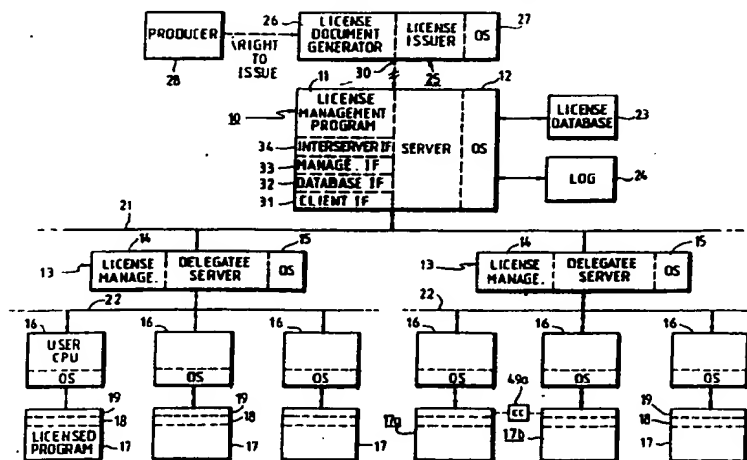 26 LICENSE DOCUMENT GENERATOR LICENSE ISSUER OS 27
PRODUCER
28
RIGHT TO ISSUE
30
25
11
12
10
LICENSE MANAGEMENT PROGRAM
SERVER
OS
34 INTERSERVER IF
33 MANAGE. IF
32 DATABASE IF
31 CLIENT IF
LICENSE DATABASE 23
LOG 24
21
14 15
13 LICENSE MANAGE. DELEGATEE SERVER OS
14 15
13 LICENSE MANAGE. DELEGATEE SERVER OS
22 22
16 16 16 16 16 16
USER CPU
OS OS OS OS OS OS
49a
CC
19 19 19
18 18 18
LICENSED PROGRAM 17 17 17 17a 17b 17